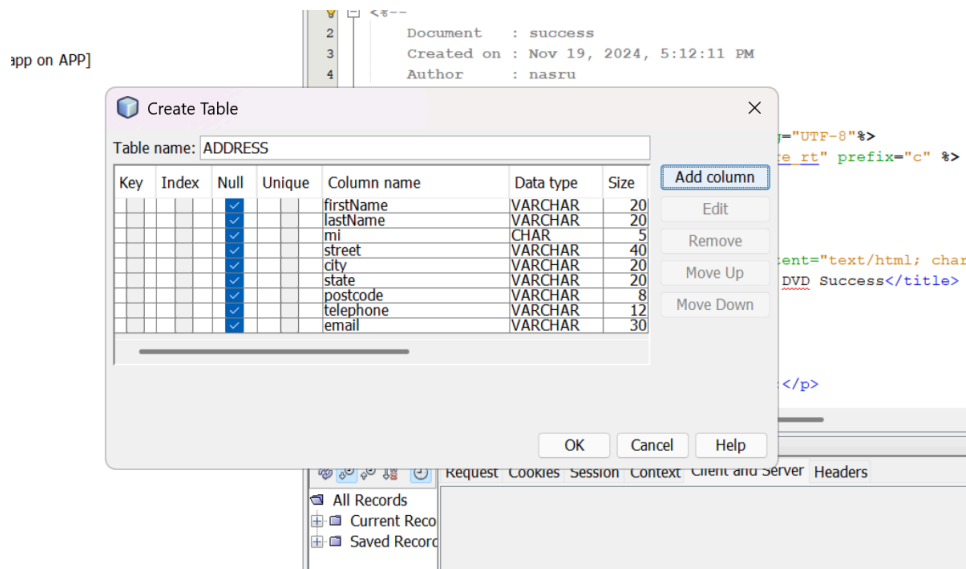 <%--
2 Document : success
3 Created on : Nov 19, 2024, 5:12:11 PM
4 Author : nasru
app on APP]
Create Table
="UTF-8"%>
e_rt" prefix="c" %>
Table name: ADDRESS
Key Index Null Unique Column name Data type Size
firstName VARCHAR 20
lastName VARCHAR 20
mi CHAR 5
street VARCHAR 40
city VARCHAR 20
state VARCHAR 20
postcode VARCHAR 8
telephone VARCHAR 12
email VARCHAR 30
Add column
Edit
Remove
Move Up
Move Down
tent="text/html; char
DVD Success</title>
</p>
OK Cancel Help
Request Cookies Session Context Client and Server Headers
All Records
Current Reco
Saved Record